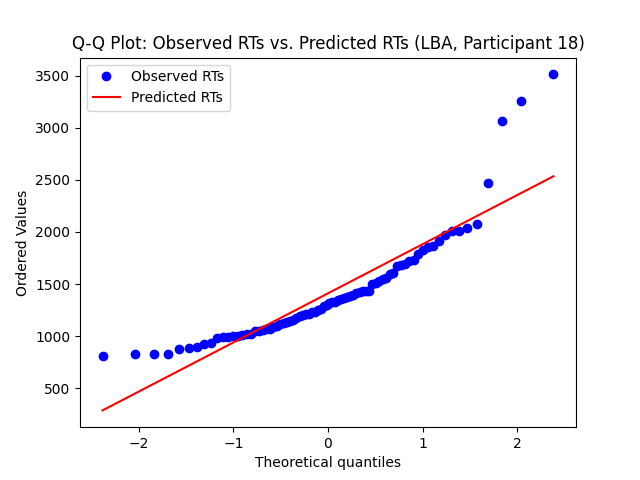 Q-Q Plot: Observed RTs vs. Predicted RTs (LBA, Participant 18)
Observed RTs
Predicted RTs
3500
3000
2500
2000
1500
1000
500
Ordered Values
−2
−1
0
1
2
Theoretical quantiles